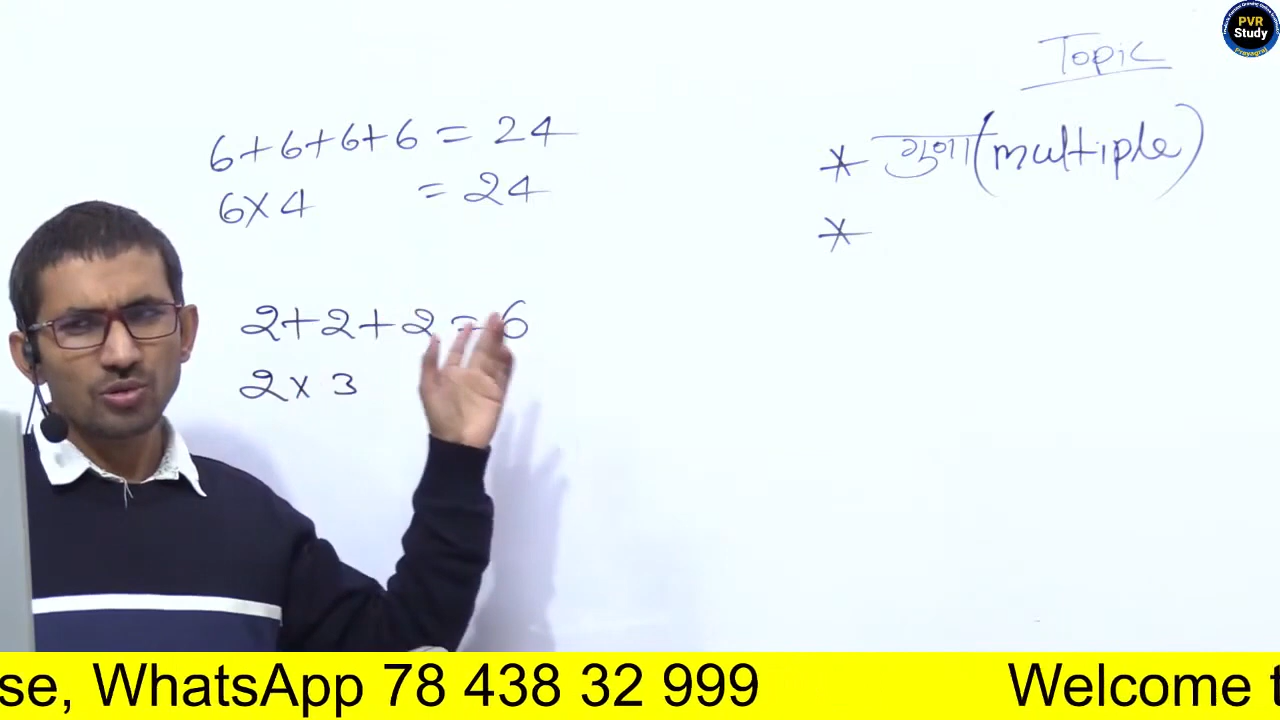 PVR
Study
Prayagraj
Topic
* गुणा (multiple)
*
6+6+6+6 = 24
6×4 = 24
2+2+2 = 6
2×3
se, WhatsApp 78 438 32 999 Welcome t